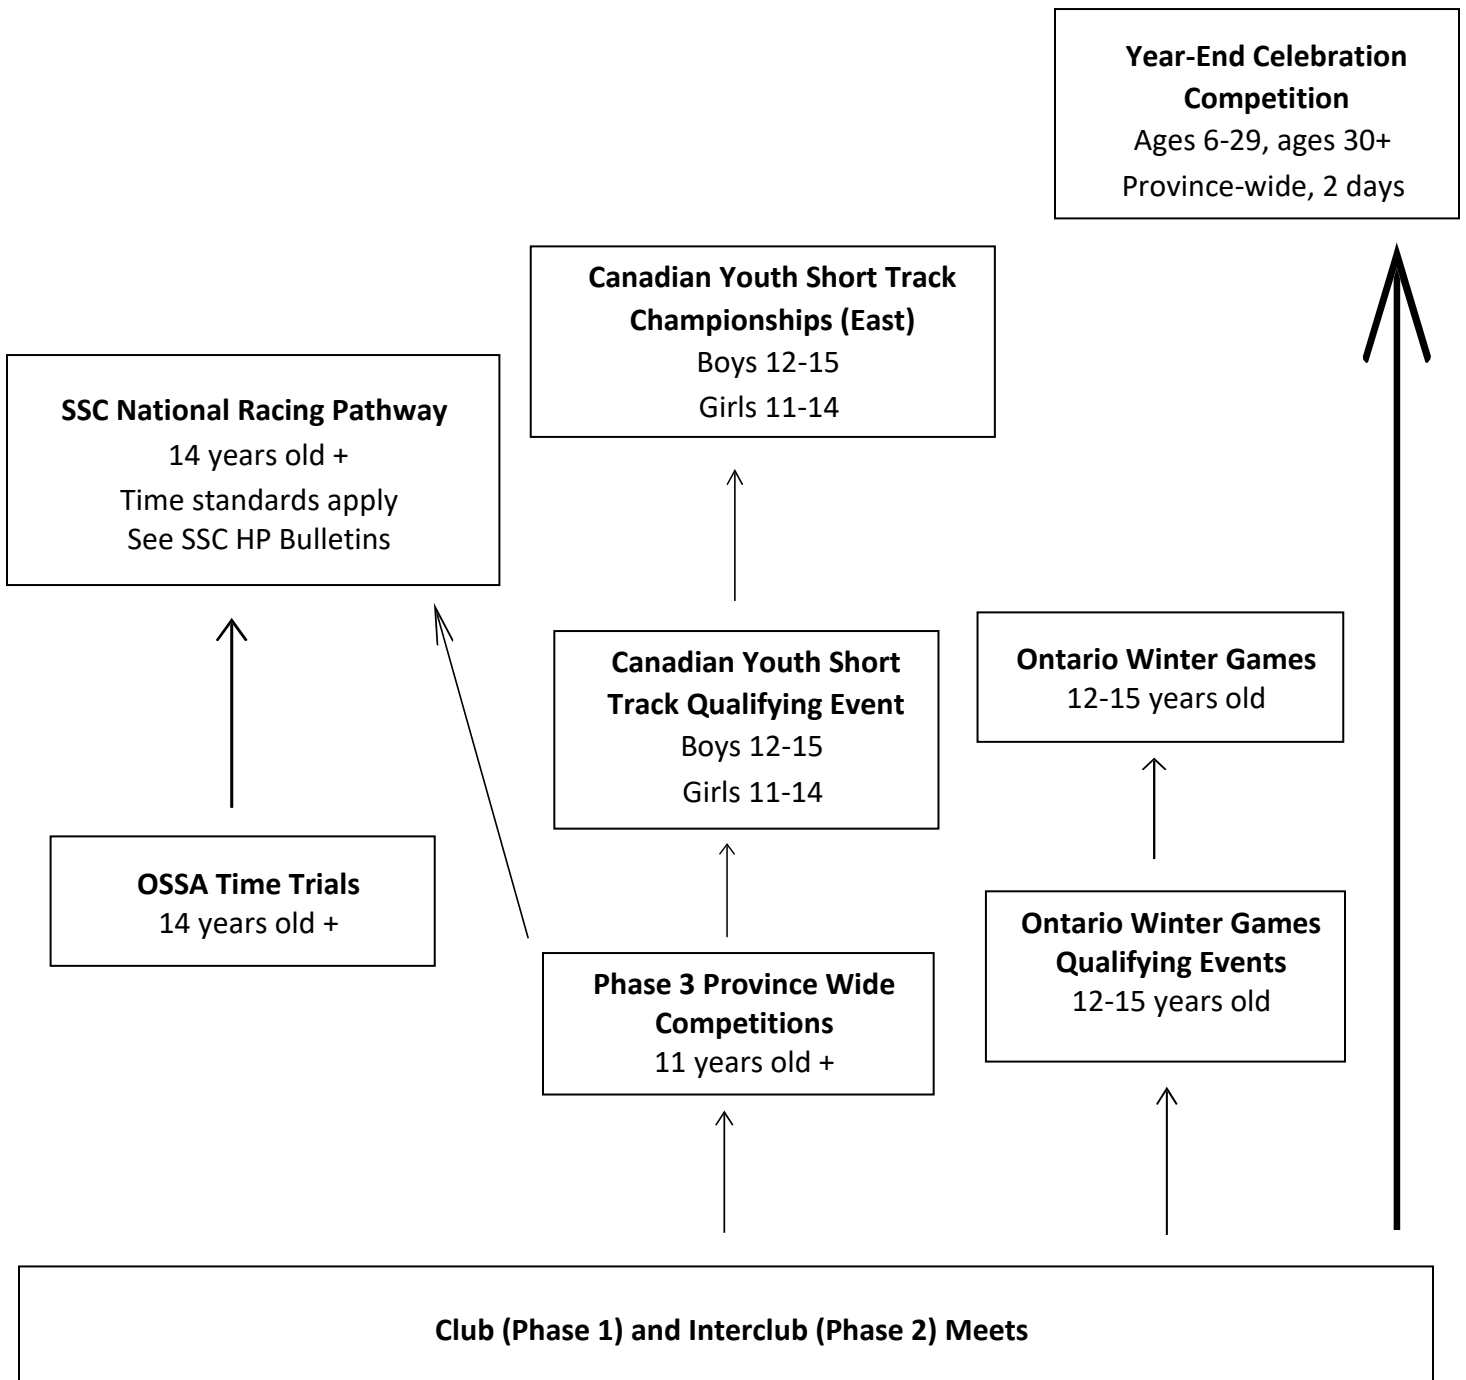 Year-End Celebration
Competition
Ages 6-29, ages 30+
Province-wide, 2 days
Canadian Youth Short Track
Championships (East)
Boys 12-15
Girls 11-14
SSC National Racing Pathway
14 years old +
Time standards apply
See SSC HP Bulletins
Canadian Youth Short
Track Qualifying Event
Boys 12-15
Girls 11-14
Ontario Winter Games
12-15 years old
OSSA Time Trials
14 years old +
Phase 3 Province Wide
Competitions
11 years old +
Ontario Winter Games
Qualifying Events
12-15 years old
Club (Phase 1) and Interclub (Phase 2) Meets